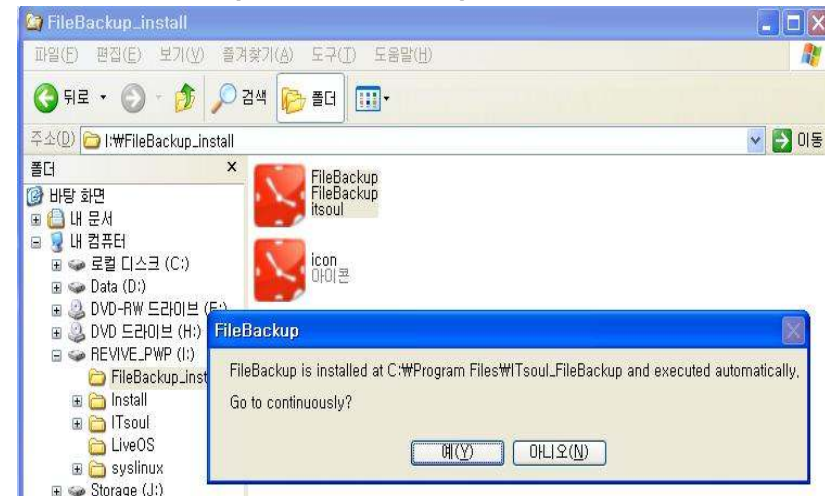 FileBackup_install
파일(F) 편집(E) 보기(V) 즐겨찾기(A) 도구(T) 도움말(H)
뒤로 검색 폴더
주소(D) I:₩FileBackup_install 이동
폴더 x
바탕 화면
내 문서
내 컴퓨터
로컬 디스크 (C:)
Data (D:)
DVD-RW 드라이브
DVD 드라이브 (H:)
REVIVE_PWP (I:)
FileBackup_inst
Install
ITsoul
LiveOS
syslinux
Storage (J:)
FileBackup
FileBackup
itsoul
icon
아이콘
FileBackup
FileBackup is installed at C:₩Program Files₩ITsoul_FileBackup and executed automatically,
Go to continuously?
예(Y) 아니오(N)